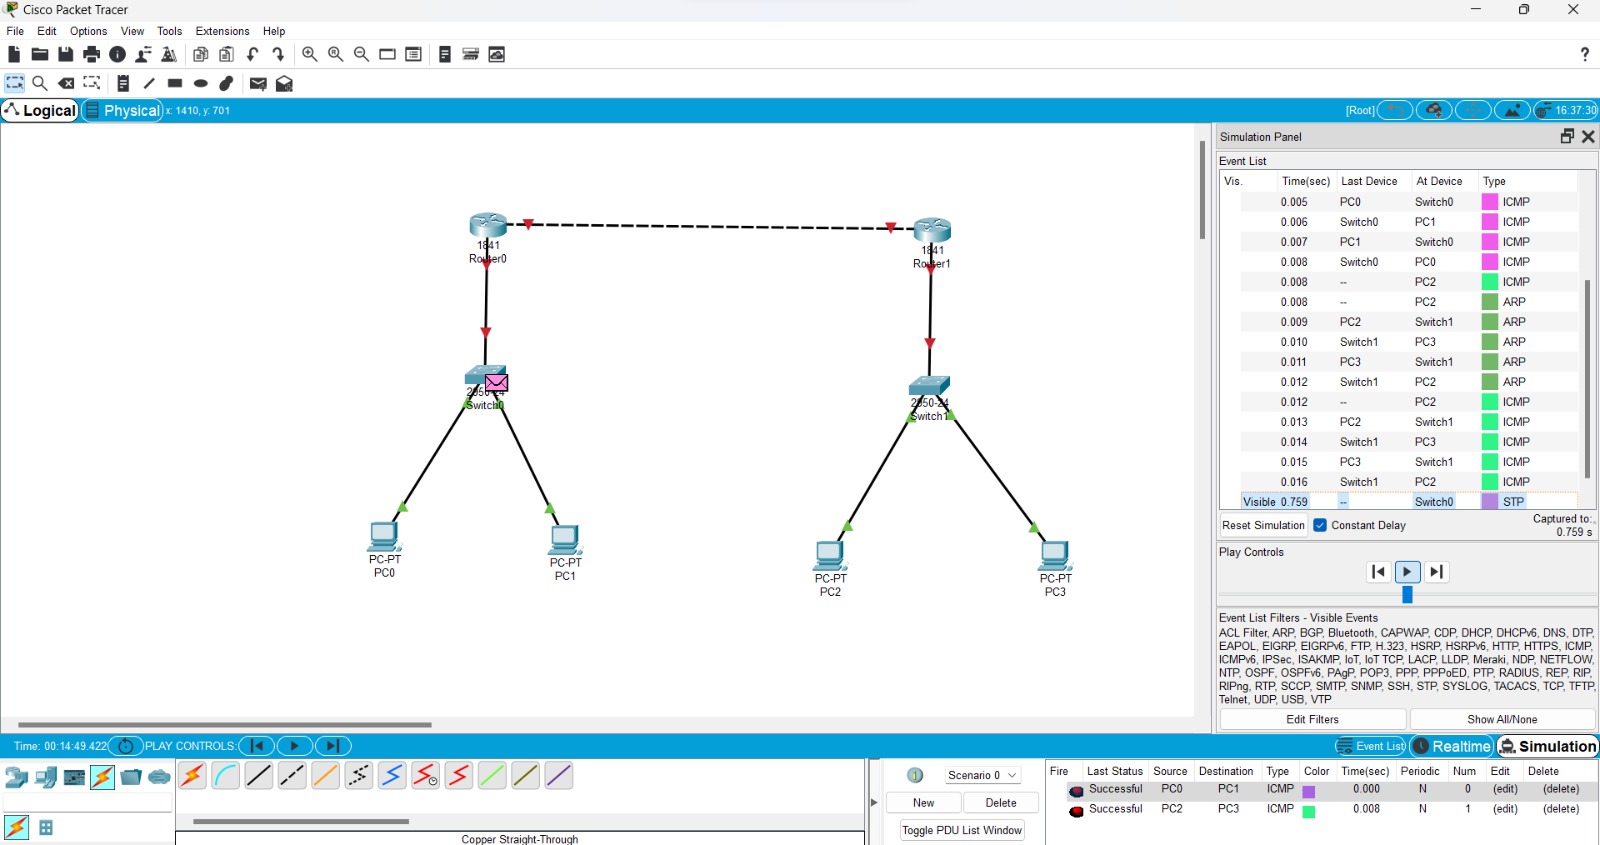 Cisco Packet Tracer
File Edit Options View Tools Extensions Help
?
Logical Physical x: 1410, y: 701 [Root] 16:37:30
Simulation Panel
Event List
Vis. Time(sec) Last Device At Device Type
0.005 PC0 Switch0 ICMP
0.006 Switch0 PC1 ICMP
0.007 PC1 Switch0 ICMP
0.008 Switch0 PC0 ICMP
0.008 -- PC2 ICMP
0.008 -- PC2 ARP
0.009 PC2 Switch1 ARP
0.010 Switch1 PC3 ARP
0.011 PC3 Switch1 ARP
0.012 Switch1 PC2 ARP
0.012 -- PC2 ICMP
0.013 PC2 Switch1 ICMP
0.014 Switch1 PC3 ICMP
0.015 PC3 Switch1 ICMP
0.016 Switch1 PC2 ICMP
Visible 0.759 -- Switch0 STP
Reset Simulation Constant Delay Captured to:
0.759 s
Play Controls
Event List Filters - Visible Events
ACL Filter, ARP, BGP, Bluetooth, CAPWAP, CDP, DHCP, DHCPv6, DNS, DTP,
EAPOL, EIGRP, EIGRPv6, FTP, H.323, HSRP, HSRPv6, HTTP, HTTPS, ICMP,
ICMPv6, IPSec, ISAKMP, IoT, IoT TCP, LACP, LLDP, Meraki, NDP, NETFLOW,
NTP, OSPF, OSPFv6, PAgP, POP3, PPP, PPPoED, PTP, RADIUS, REP, RIP,
RIPng, RTP, SCCP, SMTP, SNMP, SSH, STP, SYSLOG, TACACS, TCP, TFTP,
Telnet, UDP, USB, VTP
Edit Filters Show All/None
1841
Router0
1841
Router1
2950-24
Switch0
2950-24
Switch1
PC-PT
PC0
PC-PT
PC1
PC-PT
PC2
PC-PT
PC3
Time: 00:14:49.422 PLAY CONTROLS:
Event List Realtime Simulation
Copper Straight-Through
Scenario 0
New Delete
Toggle PDU List Window
Fire Last Status Source Destination Type Color Time(sec) Periodic Num Edit Delete
Successful PC0 PC1 ICMP 0.000 N 0 (edit) (delete)
Successful PC2 PC3 ICMP 0.008 N 1 (edit) (delete)